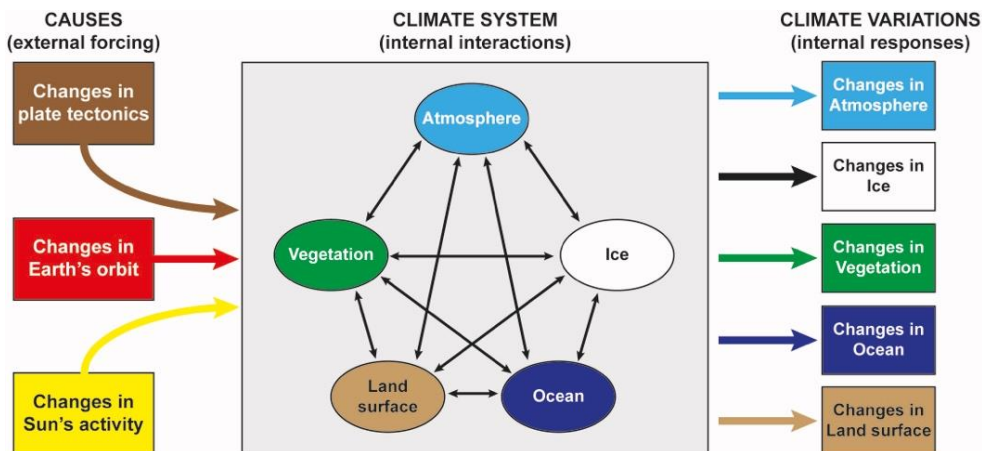 CAUSES
(external forcing)
Changes in
plate tectonics
Changes in
Earth's orbit
Changes in
Sun's activity
CLIMATE SYSTEM
(internal interactions)
Atmosphere
Vegetation
Ice
Land
surface
Ocean
CLIMATE VARIATIONS
(internal responses)
Changes in
Atmosphere
Changes in
Ice
Changes in
Vegetation
Changes in
Ocean
Changes in
Land surface